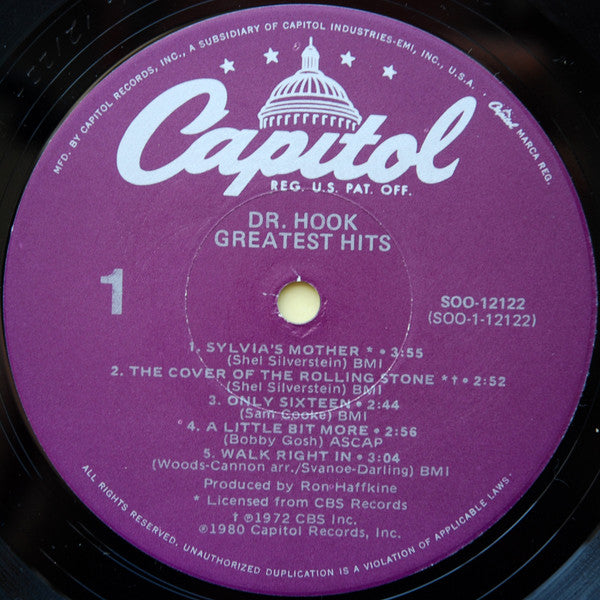 MFD. BY CAPITOL RECORDS, INC., A SUBSIDIARY OF CAPITOL INDUSTRIES-EMI, INC., U.S.A. • Capitol MARCA REG.
Capitol
REG. U.S. PAT. OFF.
DR. HOOK
GREATEST HITS
1
SOO-12122
(SOO-1-12122)
1. SYLVIA'S MOTHER * • 3:55
(Shel Silverstein) BMI
2. THE COVER OF THE ROLLING STONE * † • 2:52
(Shel Silverstein) BMI
3. ONLY SIXTEEN • 2:44
(Sam Cooke) BMI
4. A LITTLE BIT MORE • 2:56
(Bobby Gosh) ASCAP
5. WALK RIGHT IN • 3:04
(Woods-Cannon arr./Svanoe-Darling) BMI
Produced by Ron Haffkine
* Licensed from CBS Records
† ℗1972 CBS Inc.
℗1980 Capitol Records, Inc.
ALL RIGHTS RESERVED. UNAUTHORIZED DUPLICATION IS A VIOLATION OF APPLICABLE LAWS.